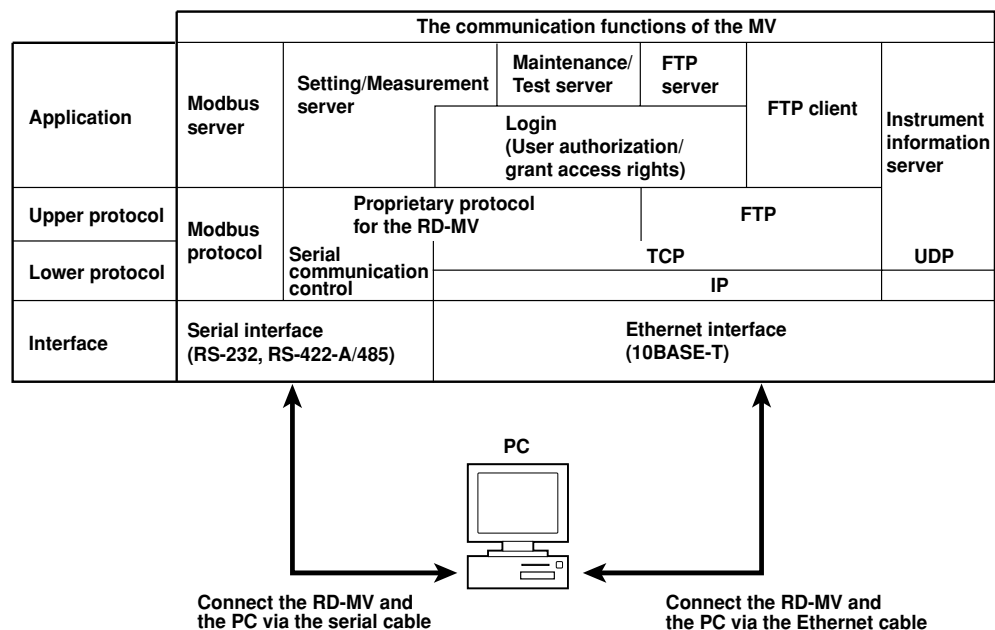 The communication functions of the MV
Application
Modbus
server
Setting/Measurement
server
Maintenance/
Test server
FTP
server
Login
(User authorization/
grant access rights)
FTP client
Instrument
information
server
Upper protocol
Modbus
protocol
Proprietary protocol
for the RD-MV
FTP
Lower protocol
Serial
communication
control
TCP
UDP
IP
Interface
Serial interface
(RS-232, RS-422-A/485)
Ethernet interface
(10BASE-T)
PC
Connect the RD-MV and
the PC via the serial cable
Connect the RD-MV and
the PC via the Ethernet cable